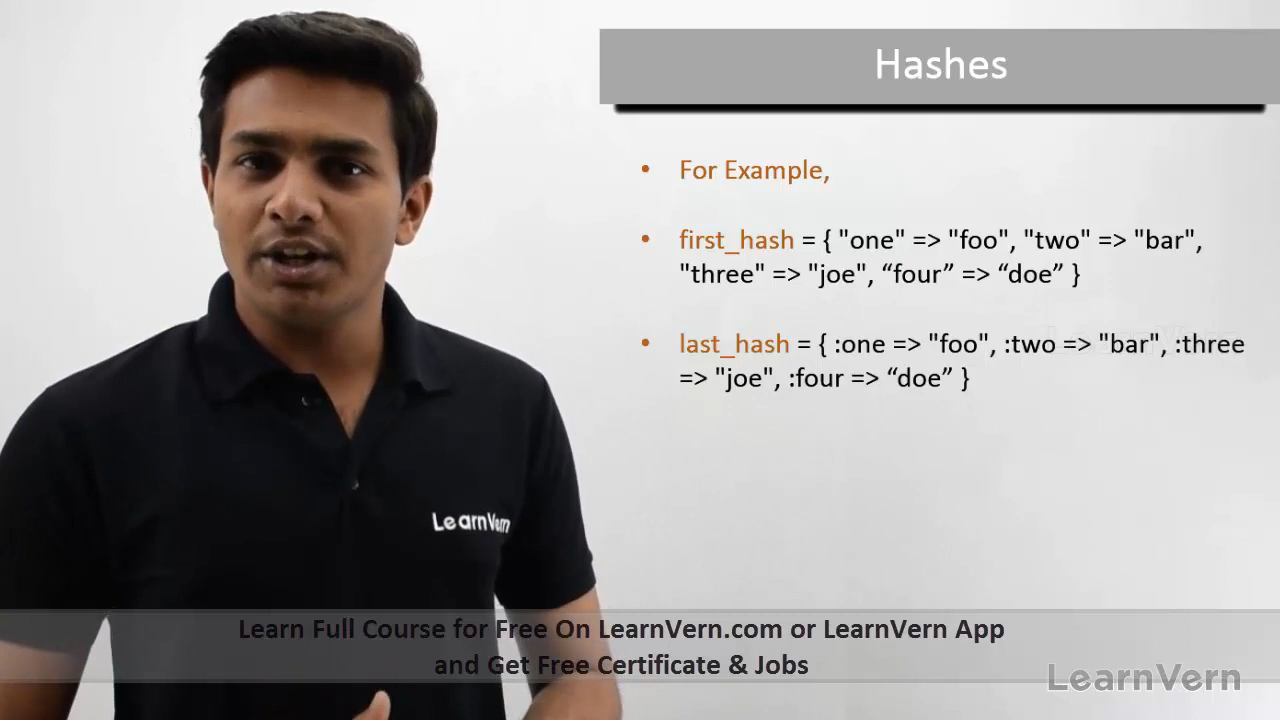 Hashes
• For Example,
• first_hash = { "one" => "foo", "two" => "bar",
"three" => "joe", “four” => “doe” }
• last_hash = { :one => "foo", :two => "bar", :three
=> "joe", :four => “doe” }
LearnVern
LearnVern
Learn Full Course for Free On LearnVern.com or LearnVern App
and Get Free Certificate & Jobs
LearnVern